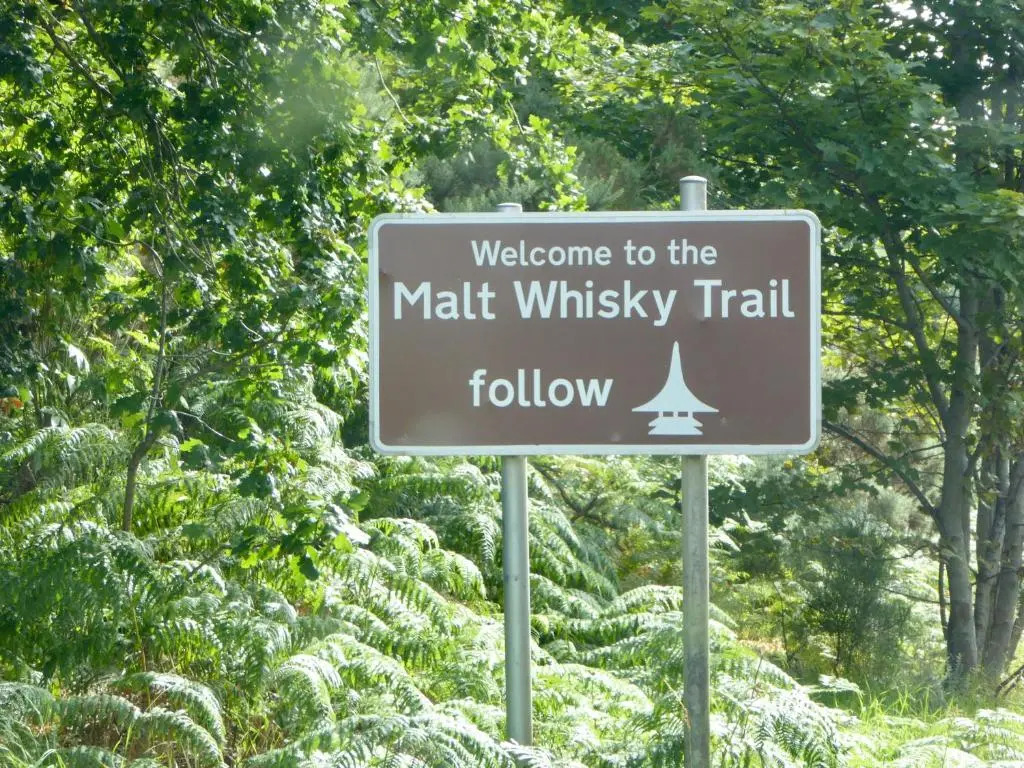 Welcome to the
Malt Whisky Trail
follow